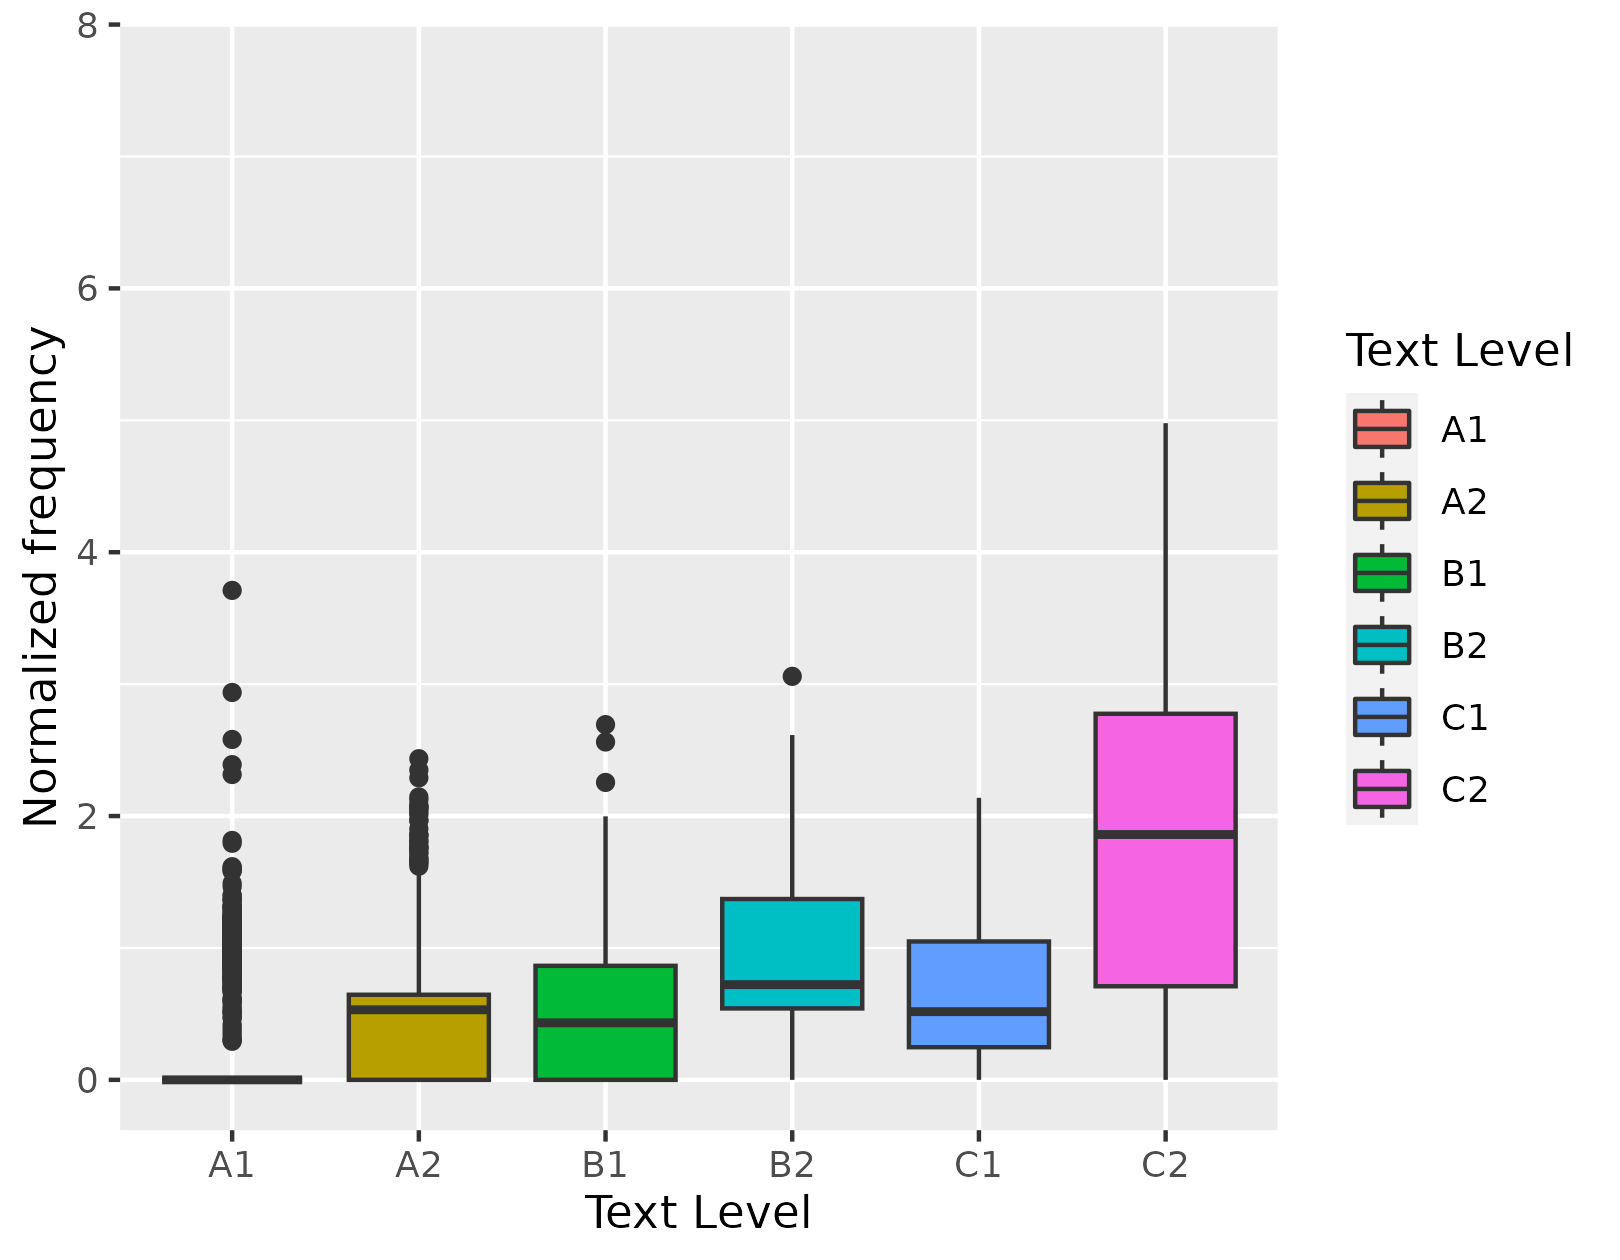 8
6
4
2
0
Normalized frequency
A1 A2 B1 B2 C1 C2
Text Level
Text Level
A1
A2
B1
B2
C1
C2